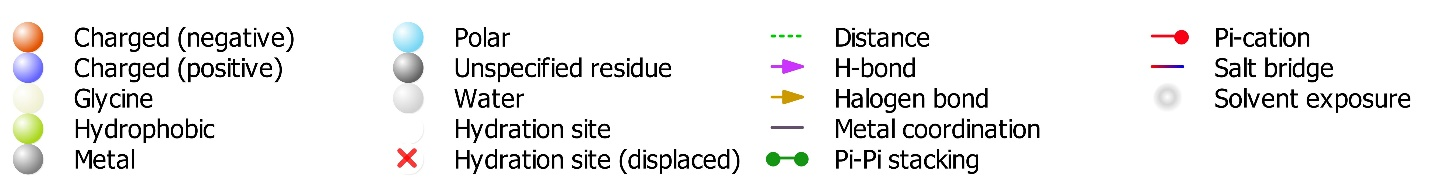 Charged (negative)
Charged (positive)
Glycine
Hydrophobic
Metal
Polar
Unspecified residue
Water
Hydration site
Hydration site (displaced)
Distance
H-bond
Halogen bond
Metal coordination
Pi-Pi stacking
Pi-cation
Salt bridge
Solvent exposure